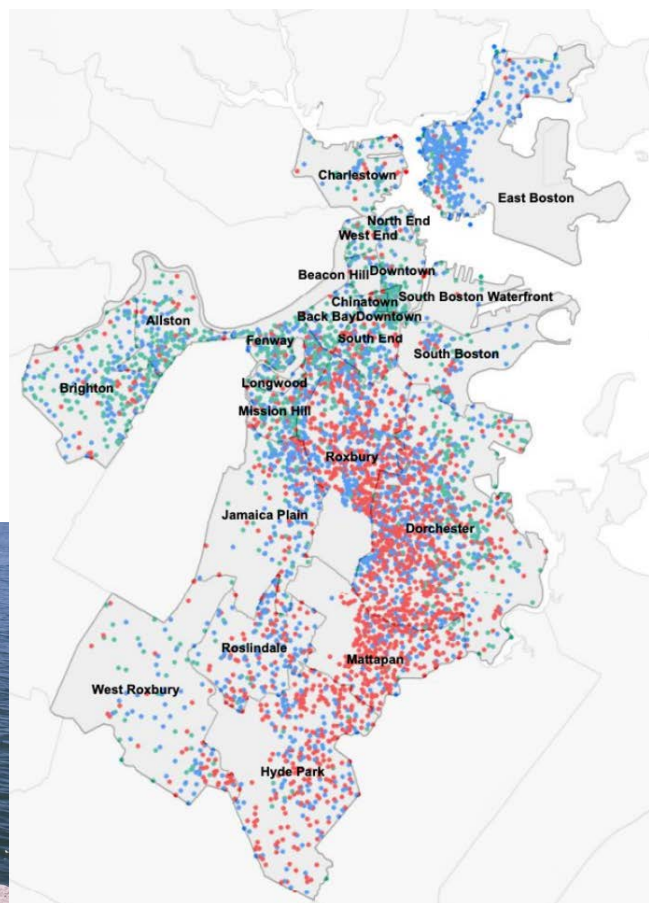 Charlestown
East Boston
North End
West End
Beacon Hill
Downtown
Chinatown
South Boston Waterfront
Back Bay
Downtown
Allston
Fenway
South End
South Boston
Brighton
Longwood
Mission Hill
Roxbury
Jamaica Plain
Dorchester
Roslindale
Mattapan
West Roxbury
Hyde Park